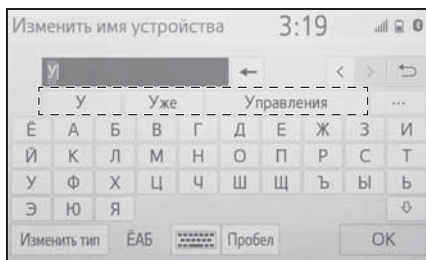 Изменить имя устройства 3:19
У
У Уже Управления ...
Ё А Б В Г Д Е Ж З И
Й К Л М Н О П Р С Т
У Ф Х Ц Ч Ш Щ Ъ Ы Ь
Э Ю Я
Изменить тип ЁАБ Пробел OK